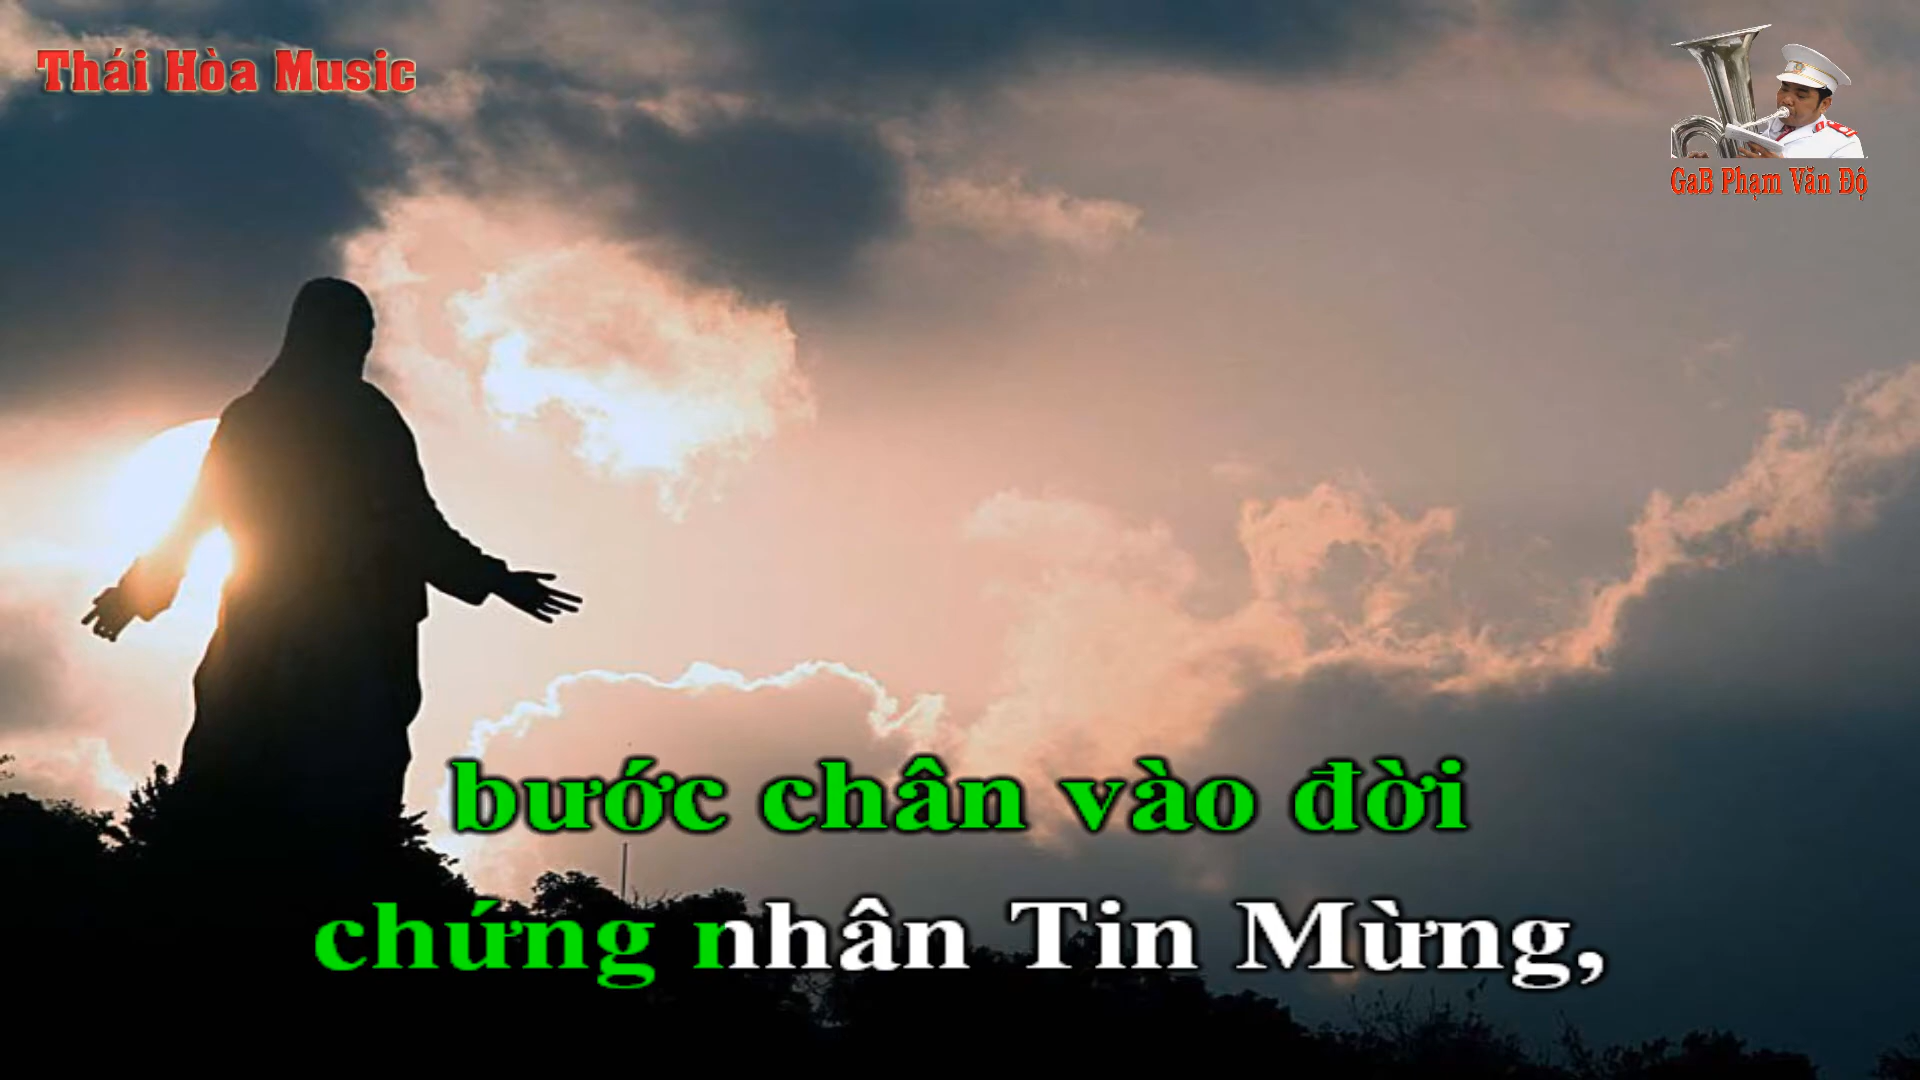 Thái Hòa Music
GaB Phạm Văn Độ
bước chân vào đời
chứng nhân Tin Mừng,